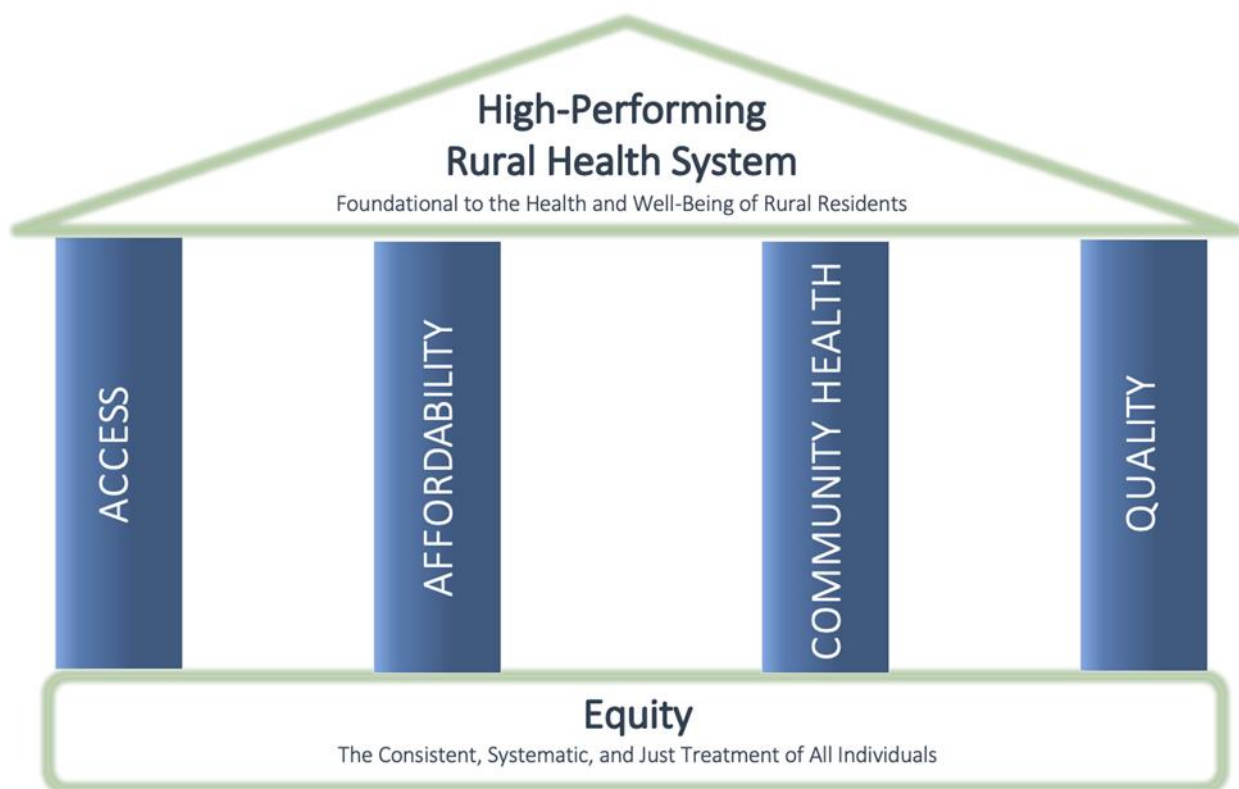 High-Performing
Rural Health System
Foundational to the Health and Well-Being of Rural Residents
ACCESS
AFFORDABILITY
COMMUNITY HEALTH
QUALITY
Equity
The Consistent, Systematic, and Just Treatment of All Individuals